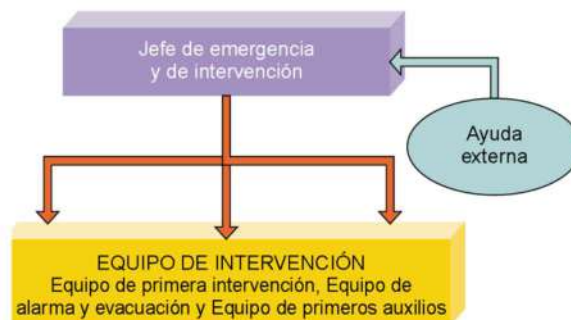 Jefe de emergencia
y de intervención
Ayuda
externa
EQUIPO DE INTERVENCIÓN
Equipo de primera intervención, Equipo de
alarma y evacuación y Equipo de primeros auxilios